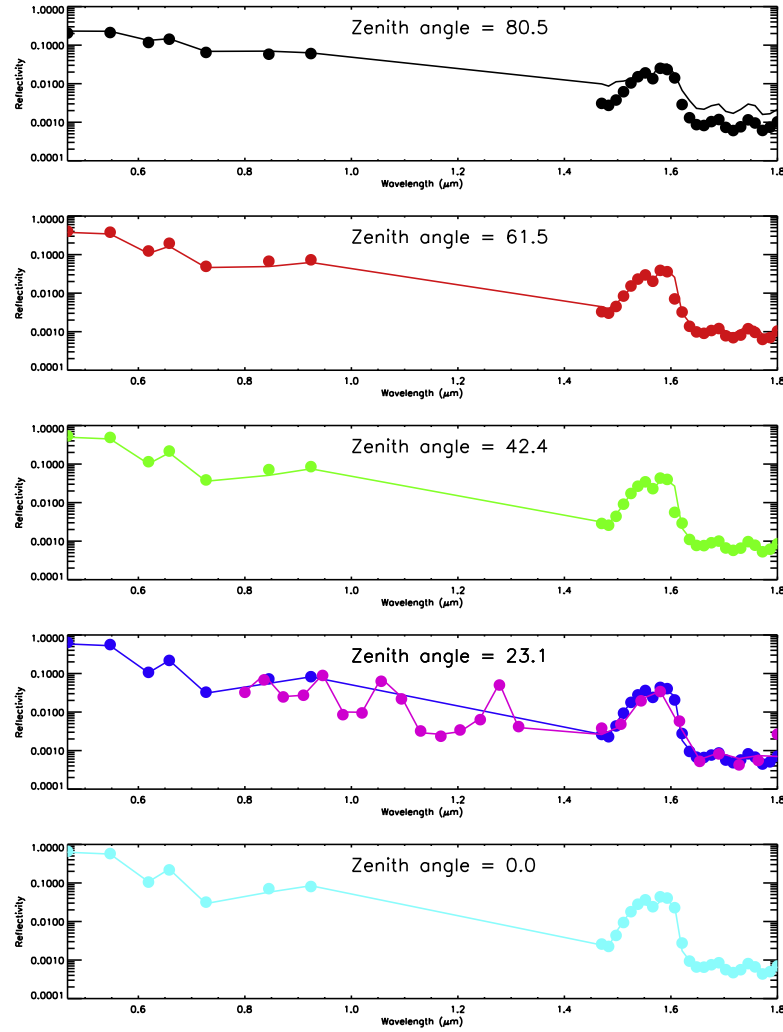 1.0000
Zenith angle = 80.5
0.1000
Reflectivity
0.0100
0.0010
0.0001
0.6 0.8 1.0 1.2 1.4 1.6 1.8
Wavelength (μm)
1.0000
Zenith angle = 61.5
0.1000
Reflectivity
0.0100
0.0010
0.0001
0.6 0.8 1.0 1.2 1.4 1.6 1.8
Wavelength (μm)
1.0000
Zenith angle = 42.4
0.1000
Reflectivity
0.0100
0.0010
0.0001
0.6 0.8 1.0 1.2 1.4 1.6 1.8
Wavelength (μm)
1.0000
Zenith angle = 23.1
0.1000
Reflectivity
0.0100
0.0010
0.0001
0.6 0.8 1.0 1.2 1.4 1.6 1.8
Wavelength (μm)
1.0000
Zenith angle = 0.0
0.1000
Reflectivity
0.0100
0.0010
0.0001
0.6 0.8 1.0 1.2 1.4 1.6 1.8
Wavelength (μm)